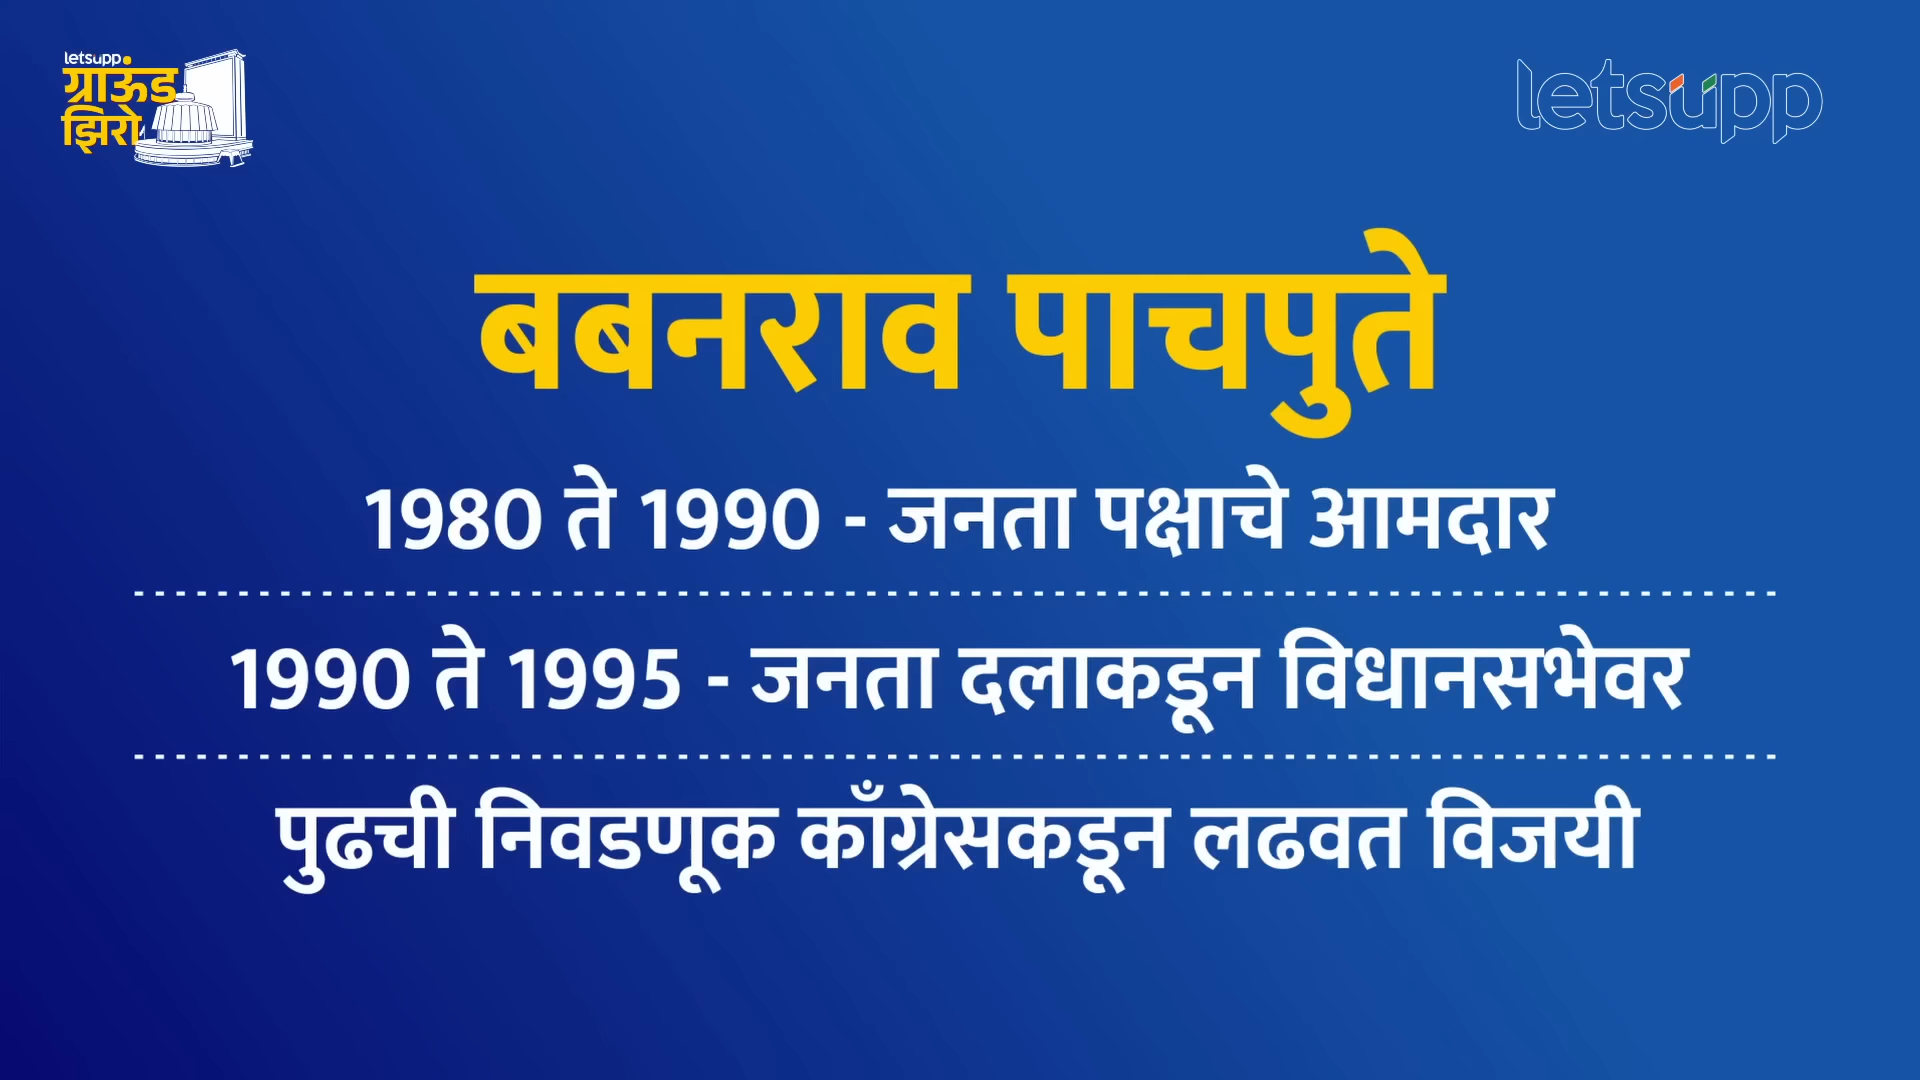 letsupp
ग्राऊंड
झिरो
letsupp
बबनराव पाचपुते
1980 ते 1990 - जनता पक्षाचे आमदार
1990 ते 1995 - जनता दलाकडून विधानसभेवर
पुढची निवडणूक काँग्रेसकडून लढवत विजयी